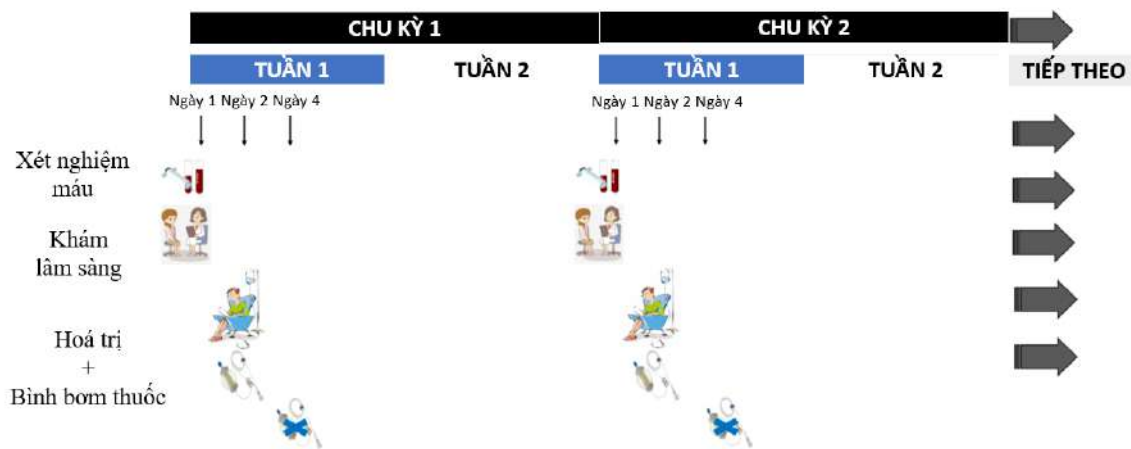 CHU KỲ 1 CHU KỲ 2
TUẦN 1 TUẦN 2 TUẦN 1 TUẦN 2 TIẾP THEO
Ngày 1 Ngày 2 Ngày 4 Ngày 1 Ngày 2 Ngày 4
Xét nghiệm
máu
Khám
lâm sàng
Hoá trị
+
Bình bơm thuốc